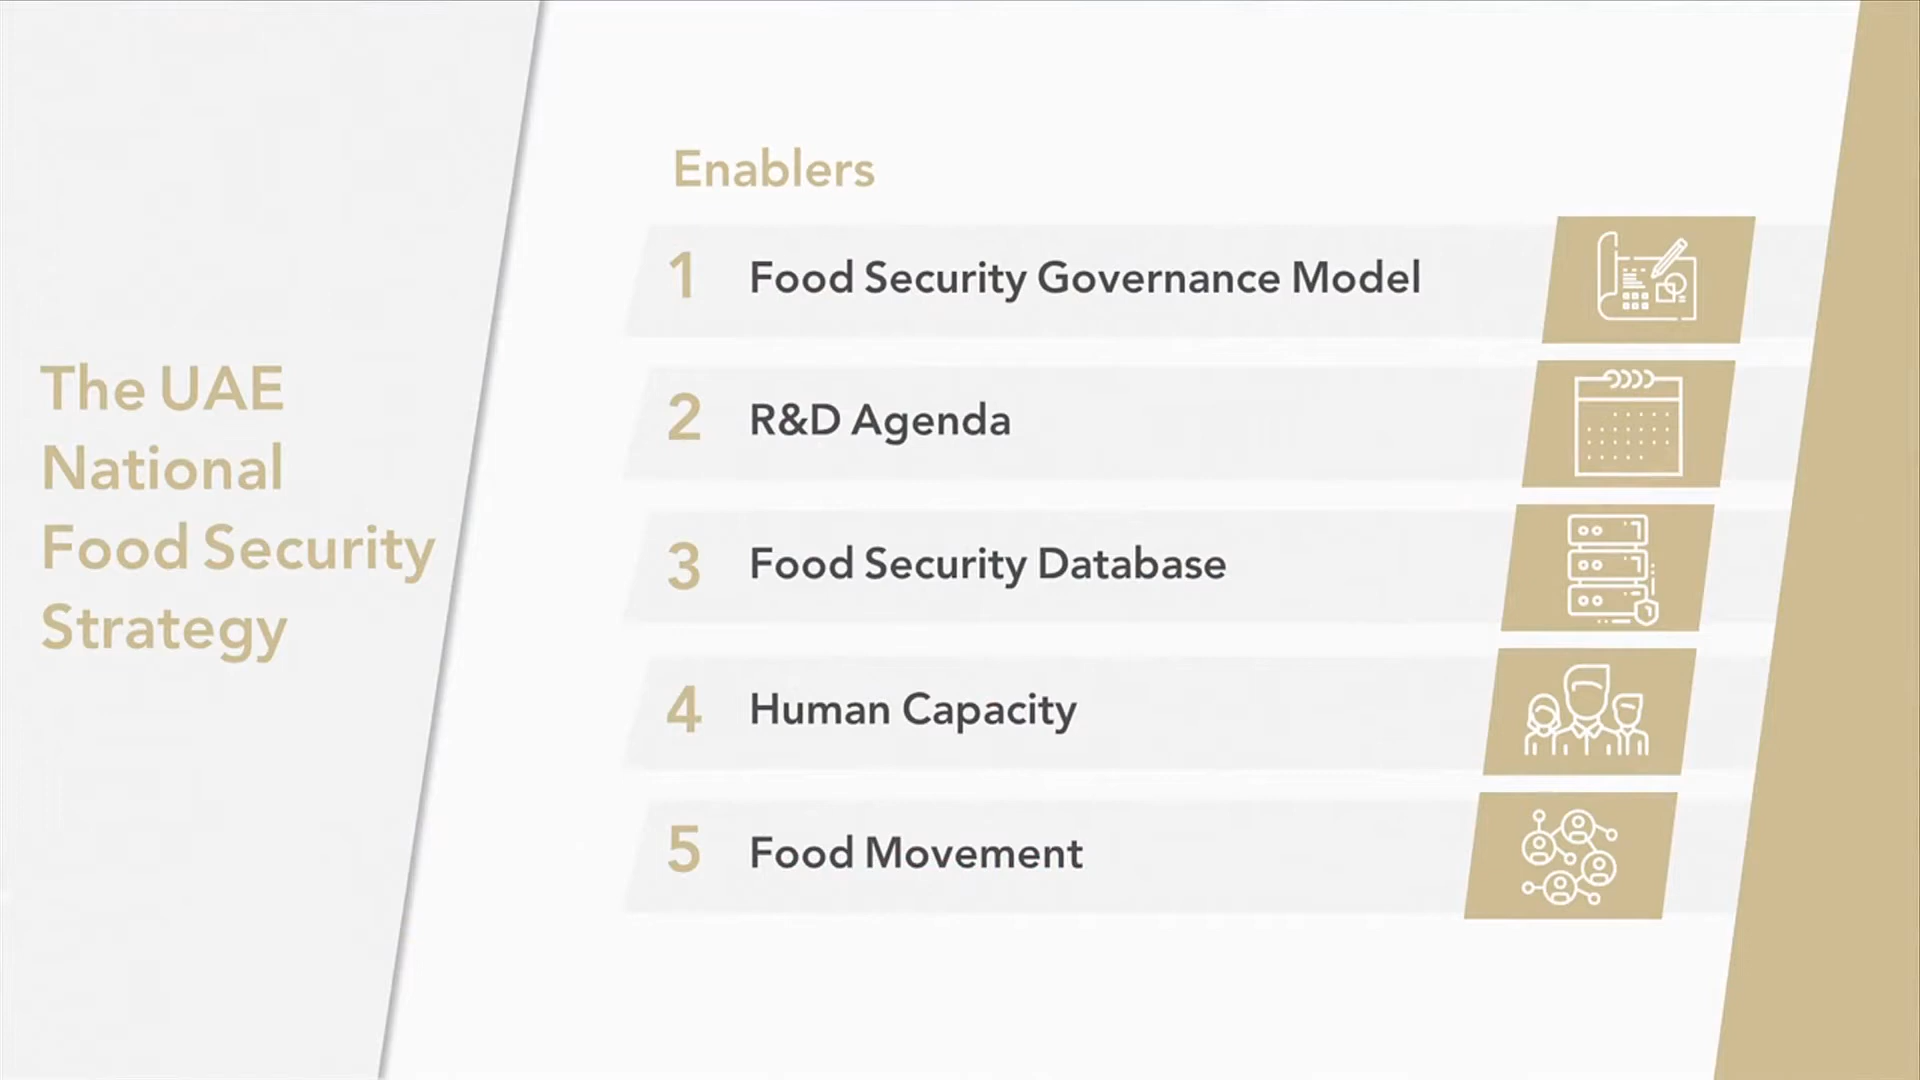 The UAE
National
Food Security
Strategy
Enablers
1 Food Security Governance Model
2 R&D Agenda
3 Food Security Database
4 Human Capacity
5 Food Movement